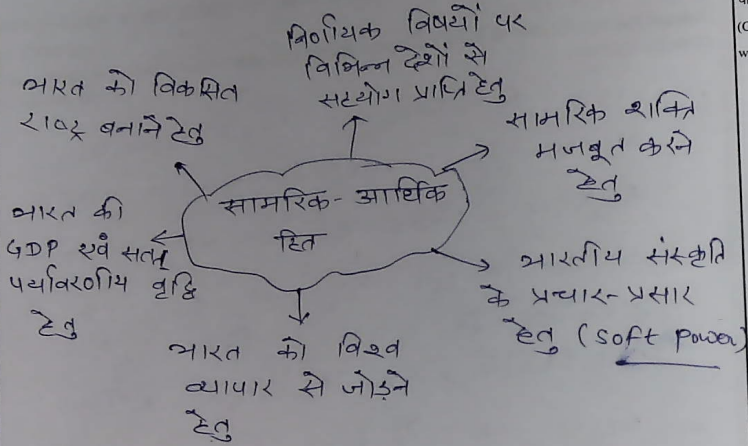 निर्णायक विषयों पर
विभिन्न देशों से
सहयोग प्राप्ति हेतु
भारत को विकसित
राष्ट्र बनाने हेतु
सामरिक शक्ति
मजबूत करने
हेतु
सामरिक-आर्थिक
हित
भारत की
GDP एवं सतत्
पर्यावरणीय वृद्धि
हेतु
भारतीय संस्कृति
के प्रचार-प्रसार
हेतु (Soft Power)
भारत को विश्व
व्यापार से जोड़ने
हेतु